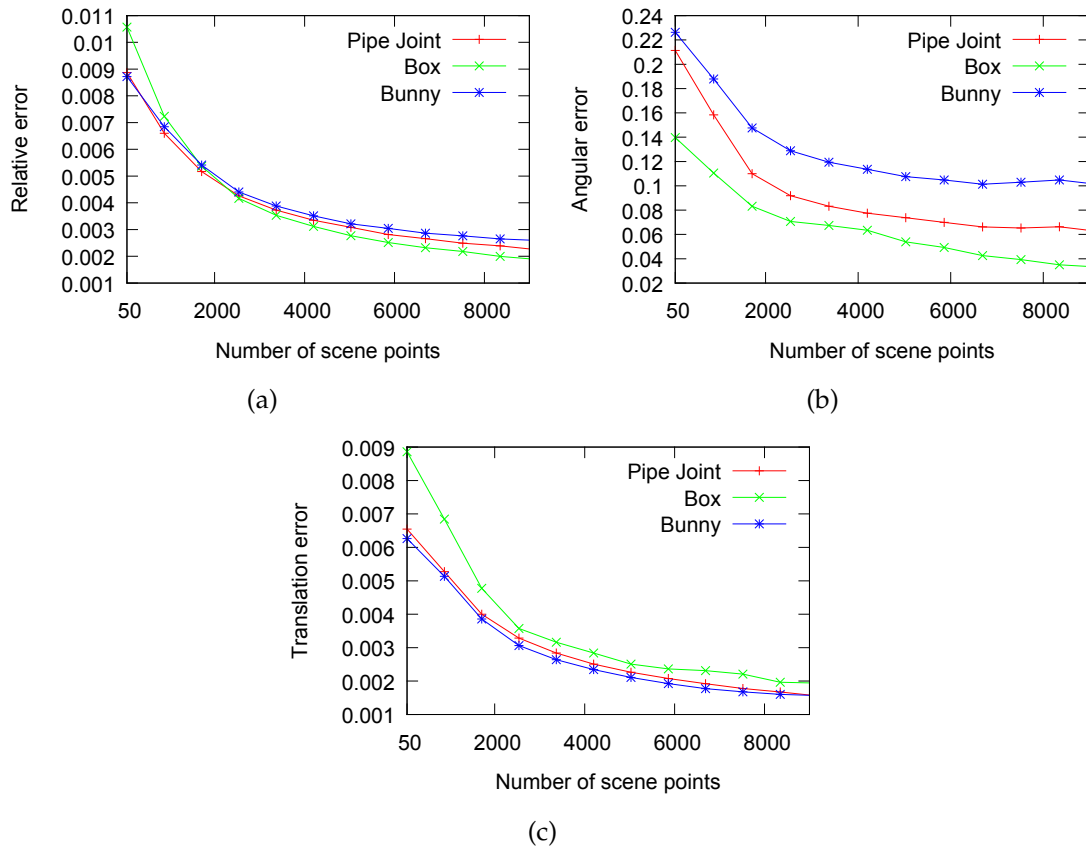 0.011
0.01
0.009
0.008
0.007
0.006
0.005
0.004
0.003
0.002
0.001
50 2000 4000 6000 8000
Relative error
Number of scene points
Pipe Joint
Box
Bunny
(a)
0.24
0.22
0.2
0.18
0.16
0.14
0.12
0.1
0.08
0.06
0.04
0.02
50 2000 4000 6000 8000
Angular error
Number of scene points
Pipe Joint
Box
Bunny
(b)
0.009
0.008
0.007
0.006
0.005
0.004
0.003
0.002
0.001
50 2000 4000 6000 8000
Translation error
Number of scene points
Pipe Joint
Box
Bunny
(c)